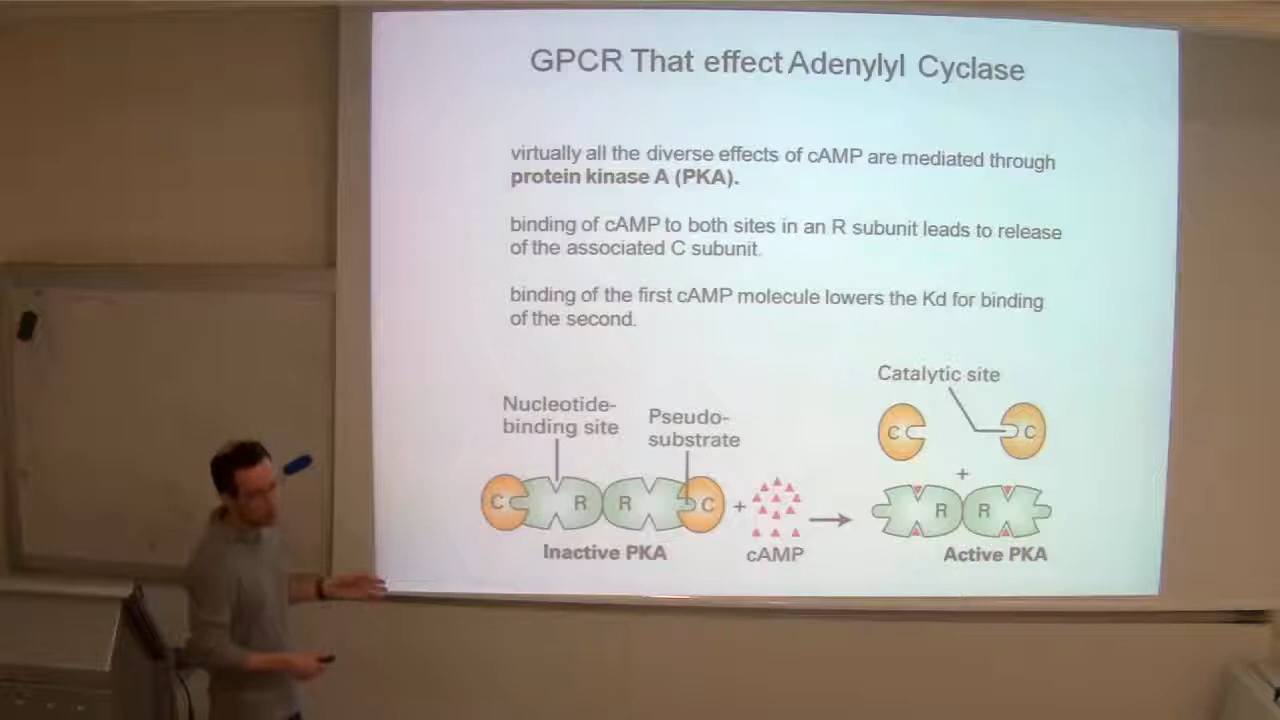 GPCR That effect Adenylyl Cyclase
virtually all the diverse effects of cAMP are mediated through
protein kinase A (PKA).
binding of cAMP to both sites in an R subunit leads to release
of the associated C subunit.
binding of the first cAMP molecule lowers the Kd for binding
of the second.
Catalytic site
Nucleotide-
binding site
Pseudo-
substrate
C C
C R R C + cAMP
+
R R
Inactive PKA
Active PKA